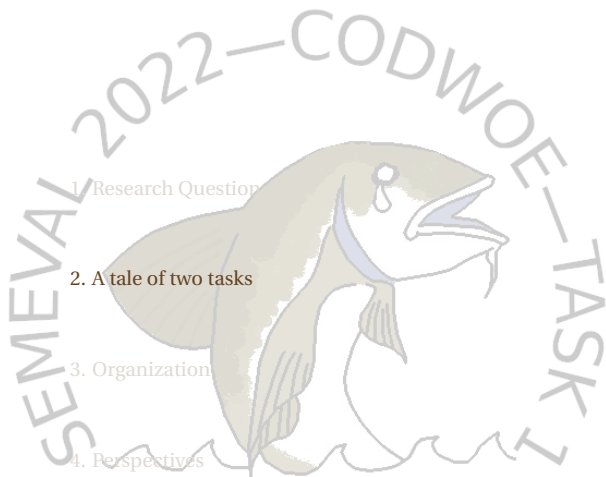 SEMEVAL 2022—CODWOE—TASK 1
1. Research Question
2. A tale of two tasks
3. Organization
4. Perspectives